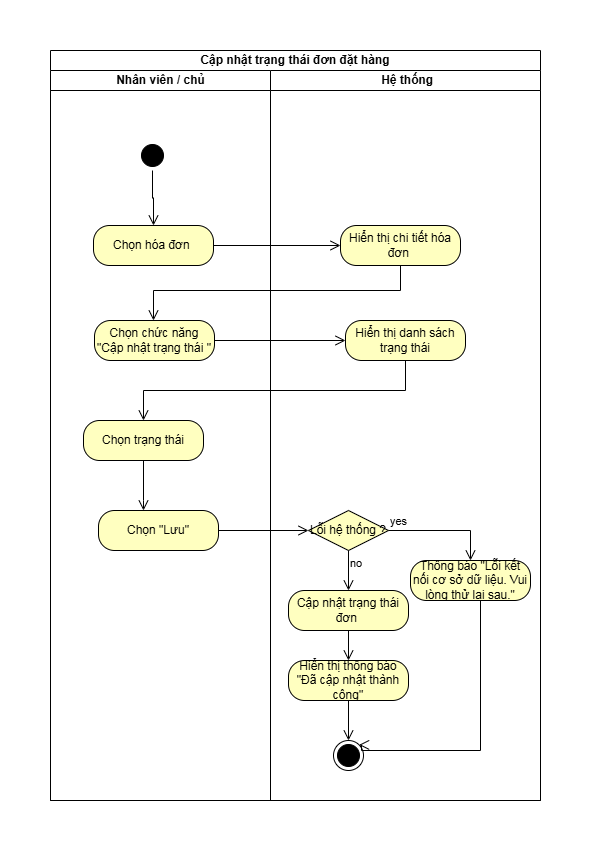 Cập nhật trạng thái đơn đặt hàng
Nhân viên / chủ
Hệ thống
Chọn hóa đơn
Hiển thị chi tiết hóa
đơn
Chọn chức năng
"Cập nhật trạng thái "
Hiển thị danh sách
trạng thái
Chọn trạng thái
Chọn "Lưu"
Lỗi hệ thống ?
yes
no
Thông báo "Lỗi kết
nối cơ sở dữ liệu. Vui
lòng thử lại sau."
Cập nhật trạng thái
đơn
Hiển thị thông báo
"Đã cập nhật thành
công"